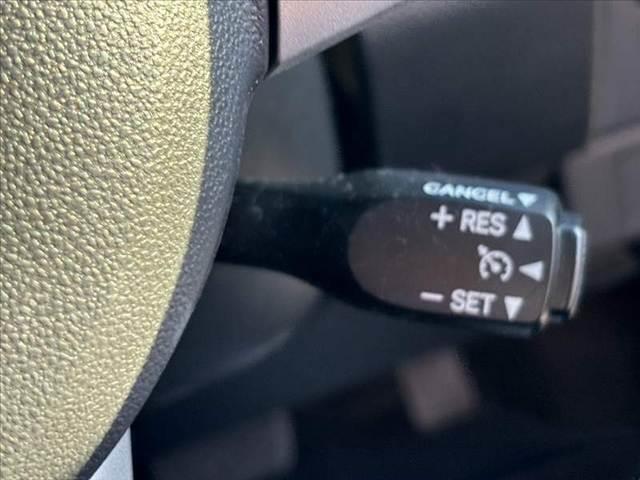 CANCEL▼
+ RES ▲
◄
− SET ▼